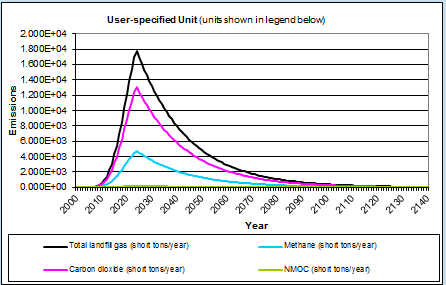 User-specified Unit (units shown in legend below)
2.000E+04
1.800E+04
1.600E+04
1.400E+04
1.200E+04
1.000E+04
8.000E+03
6.000E+03
4.000E+03
2.000E+03
0.000E+00
Emissions
2000 2010 2020 2030 2040 2050 2060 2070 2080 2090 2100 2110 2120 2130 2140
Year
Total landfill gas (short tons/year) Methane (short tons/year)
Carbon dioxide (short tons/year) NMOC (short tons/year)